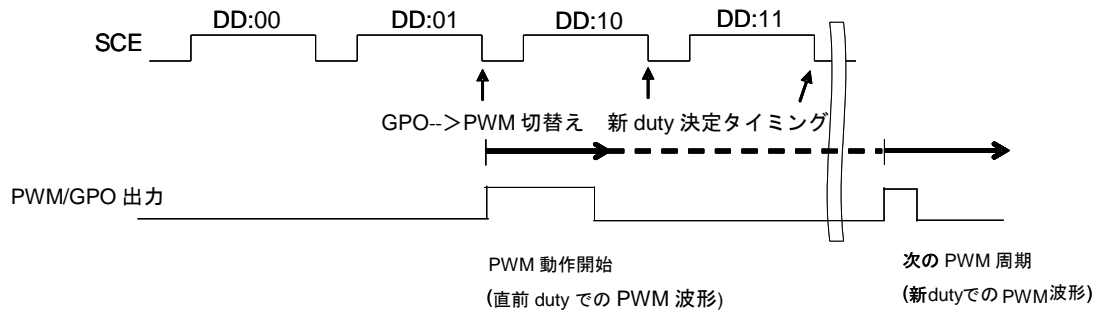 DD:00 DD:01 DD:10 DD:11
SCE
GPO-->PWM 切替え 新 duty 決定タイミング
PWM/GPO 出力
PWM 動作開始
(直前 duty での PWM 波形)
次の PWM 周期
(新dutyでのPWM波形)